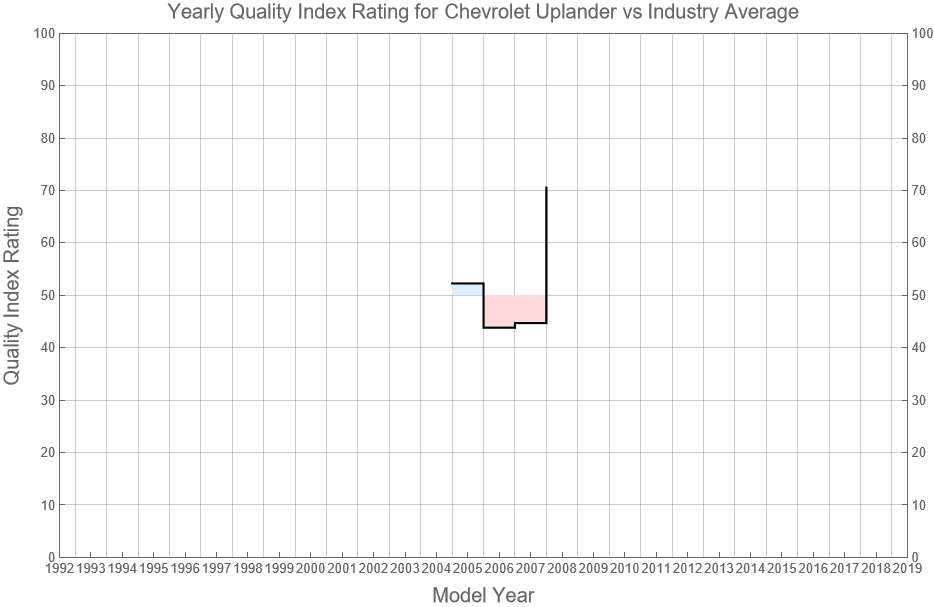 Yearly Quality Index Rating for Chevrolet Uplander vs Industry Average
100 100
90 90
80 80
70 70
60 60
50 50
40 40
30 30
20 20
10 10
0 0
Quality Index Rating
1992 1993 1994 1995 1996 1997 1998 1999 2000 2001 2002 2003 2004 2005 2006 2007 2008 2009 2010 2011 2012 2013 2014 2015 2016 2017 2018 2019
Model Year